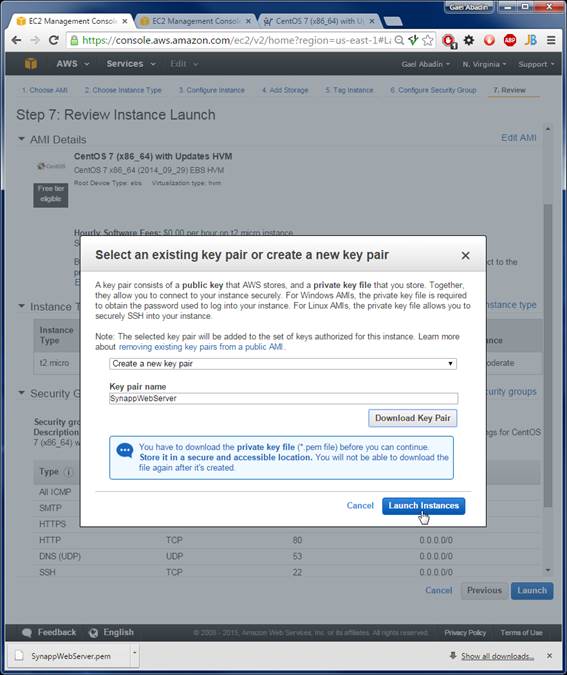 Gael Abadin
EC2 Management Conso
EC2 Management Console
CentOS 7 (x86_64) with Upd
https://console.aws.amazon.com/ec2/v2/home?region=us-east-1#La
AWS
Services
Edit
Gael Abadin
N. Virginia
Support
1. Choose AMI
2. Choose Instance Type
3. Configure Instance
4. Add Storage
5. Tag Instance
6. Configure Security Group
7. Review
Step 7: Review Instance Launch
AMI Details
Edit AMI
CentOS 7 (x86_64) with Updates HVM
CentOS 7 x86_64 (2014_09_29) EBS HVM
Root Device Type: ebs Virtualization type: hvm
Free tier
eligible
Hourly Software Fees: $0.00 per hour on t2.micro instance
Select an existing key pair or create a new key pair
A key pair consists of a public key that AWS stores, and a private key file that you store. Together,
they allow you to connect to your instance securely. For Windows AMIs, the private key file is required
to obtain the password used to log into your instance. For Linux AMIs, the private key file allows you to
securely SSH into your instance.
Note: The selected key pair will be added to the set of keys authorized for this instance. Learn more
about removing existing key pairs from a public AMI.
Create a new key pair
Key pair name
SynappWebServer
Download Key Pair
You have to download the private key file (*.pem file) before you can continue.
Store it in a secure and accessible location. You will not be able to download the
file again after it's created.
Cancel
Launch Instances
Instance T
nstance type
Instance
Type
t2.micro
oderate
Security G
curity groups
Security grou
Description
ngs for CentOS
7 (x86_64) w
Type
All ICMP
SMTP
HTTPS
HTTP TCP 80 0.0.0.0/0
DNS (UDP) UDP 53 0.0.0.0/0
SSH TCP 22 0.0.0.0/0
Cancel
Previous
Launch
Feedback
English
© 2008 - 2015, Amazon Web Services, Inc. or its affiliates. All rights reserved.
Privacy Policy
Terms of Use
SynappWebServer.pem
Show all downloads...